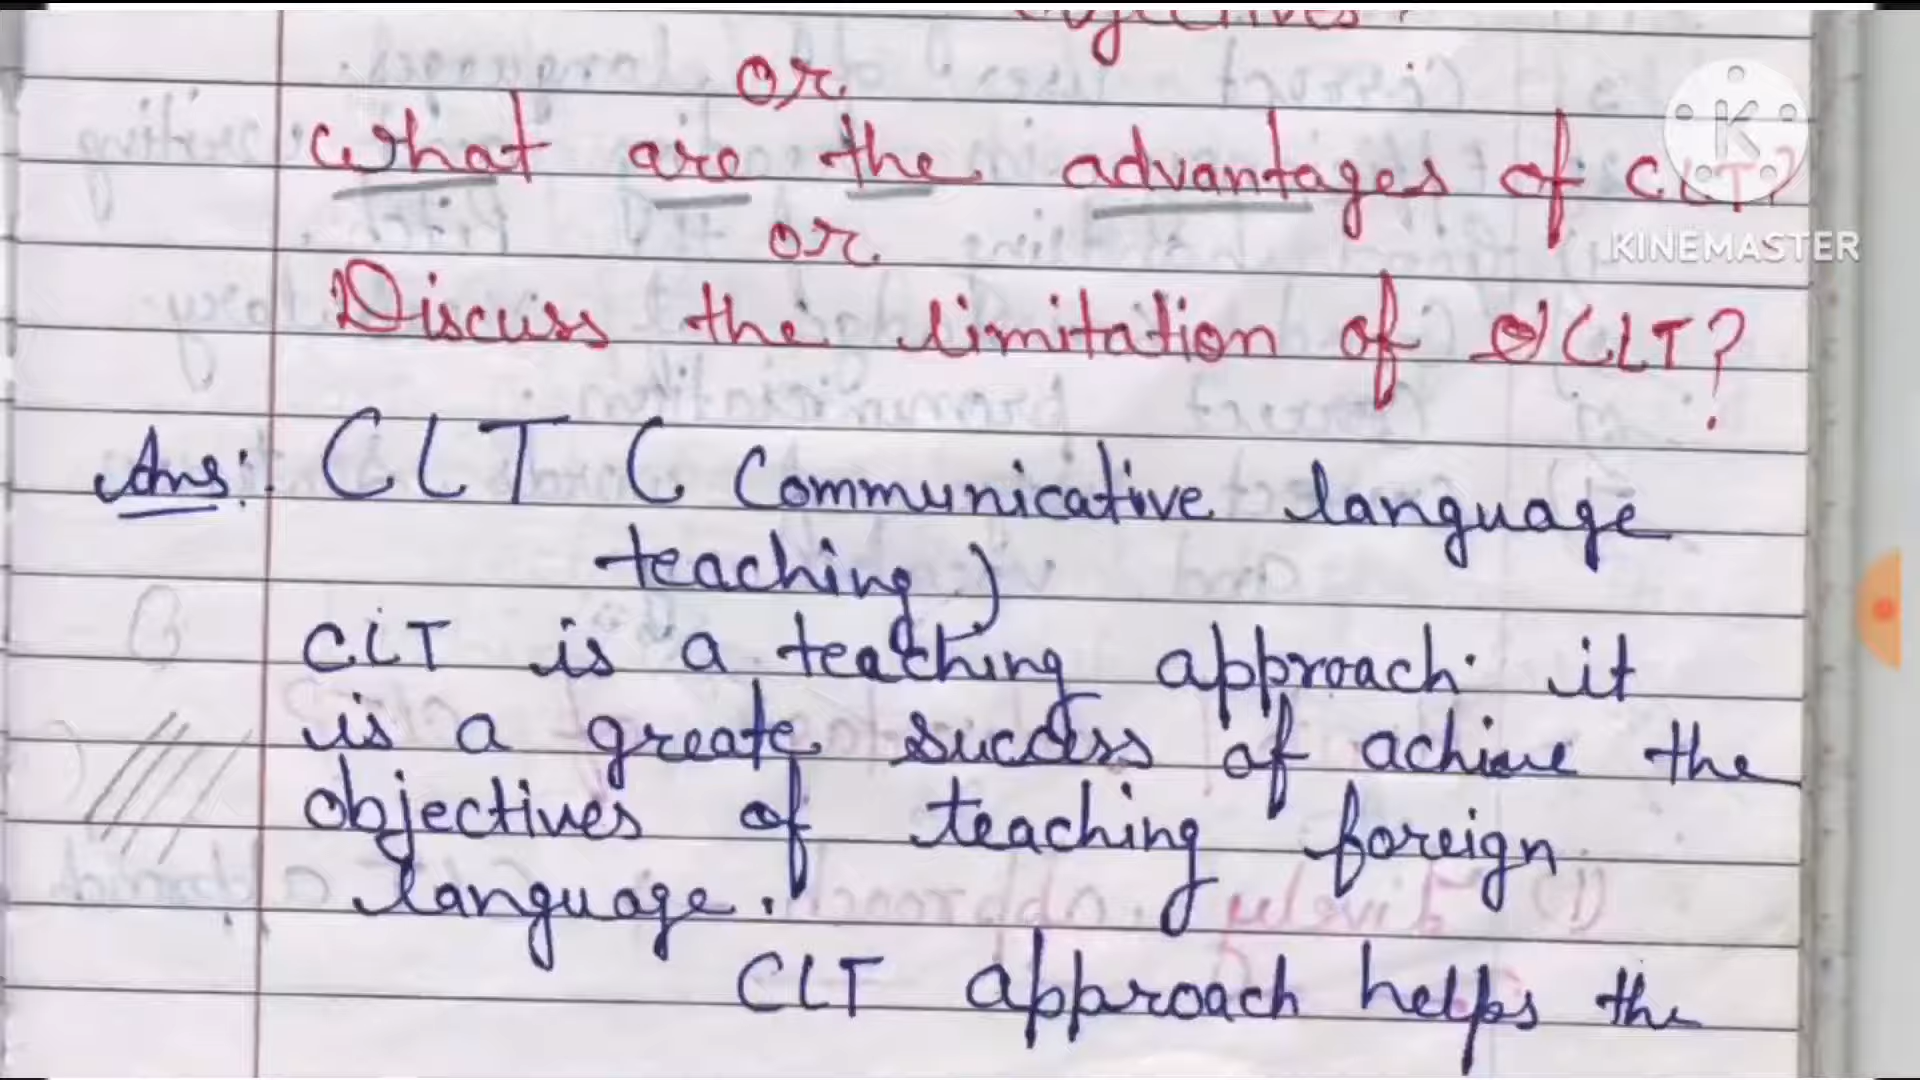 objectives?
or
What are the advantages of CLT?
or
Discuss the limitation of CLT?
Ans: CLT ( Communicative language
teaching)
CLT is a teaching approach. it
is a greate success of achieve the
objectives of teaching foreign
language.
CLT approach helps the
KINEMASTER